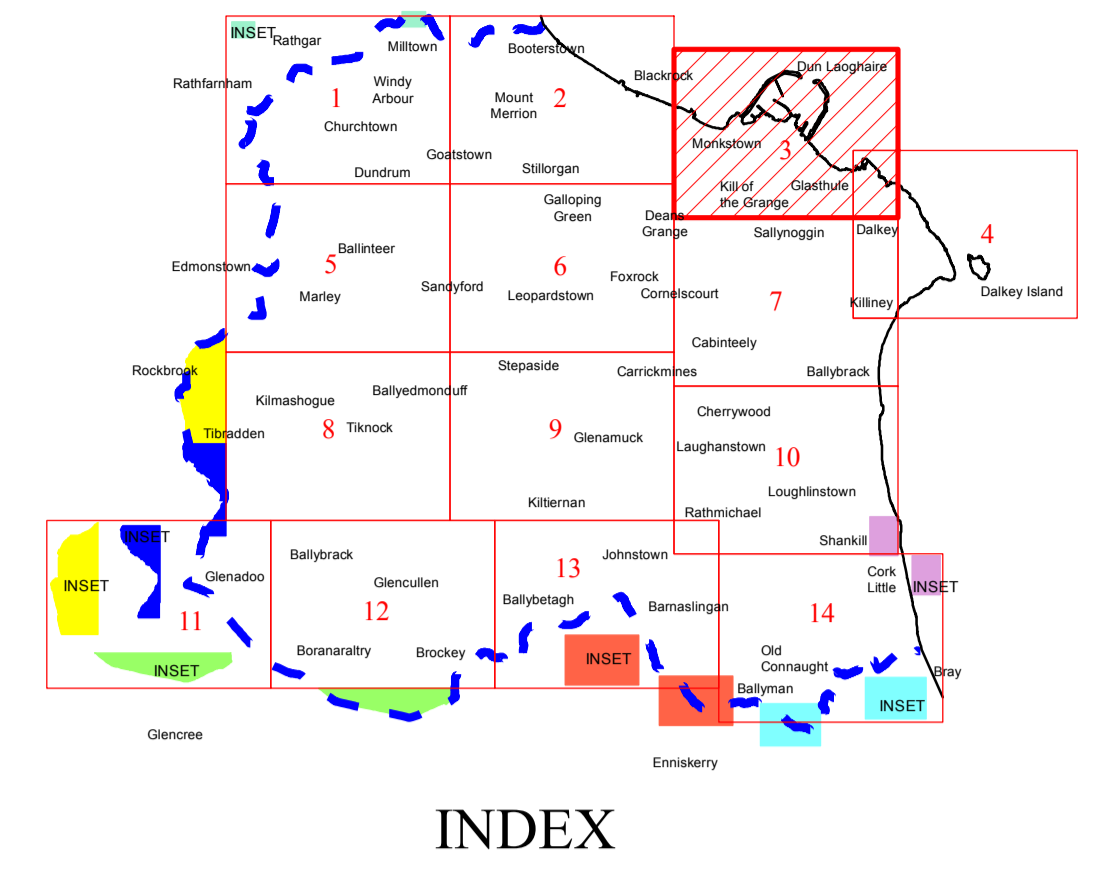 INSET
Rathgar
Milltown
Booterstown
Rathfarnham
Windy
Arbour
1
Mount
Merrion
2
Blackrock
Dun Laoghaire
Churchtown
Monkstown
3
Goatstown
Dundrum
Stillorgan
Kill of
the Grange
Glasthule
Galloping
Green
Deans
Grange
Sallynoggin
Dalkey
4
Ballinteer
Edmonstown
5
6
Foxrock
Sandyford
Leopardstown
Cornelscourt
7
Killiney
Dalkey Island
Marley
Cabinteely
Rockbrook
Stepaside
Carrickmines
Ballybrack
Ballyedmonduff
Kilmashogue
Cherrywood
Tibradden
8
Tiknock
9
Glenamuck
Laughanstown
10
Loughlinstown
Kiltiernan
Rathmichael
INSET
Shankill
Ballybrack
Johnstown
INSET
Glenadoo
Glencullen
13
Cork
Little
INSET
11
12
Ballybetagh
Barnaslingan
14
Boranaraltry
Brockey
INSET
INSET
Old
Connaught
Bray
Ballyman
INSET
Glencree
Enniskerry
INDEX